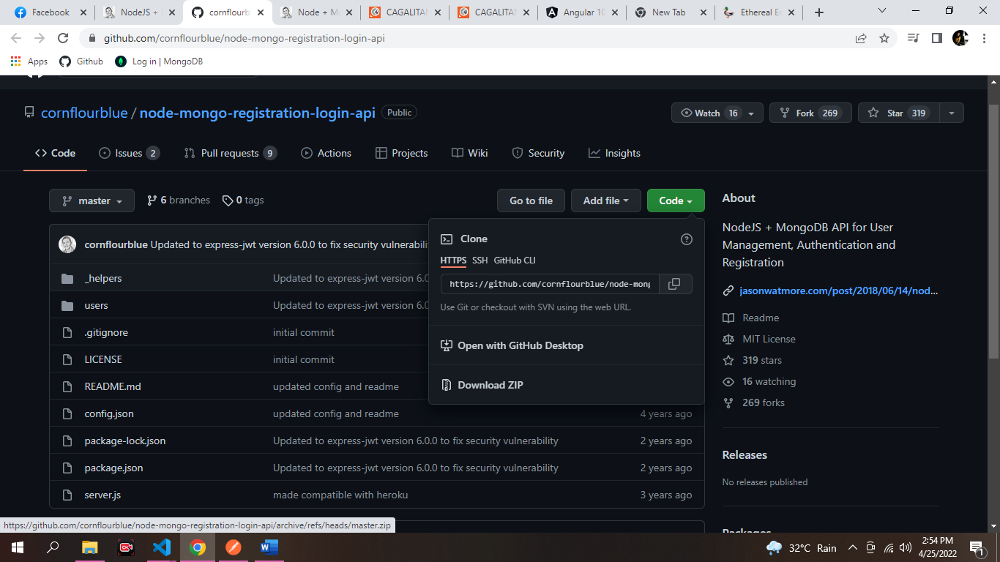 Facebook
NodeJS +
cornflourb
Node + M
CAGALITAN
CAGALITAN
Angular 10
New Tab
Ethereal E
github.com/cornflourblue/node-mongo-registration-login-api
Apps
Github
Log in | MongoDB
cornflourblue / node-mongo-registration-login-api Public
Watch 16
Fork 269
Star 319
Code
Issues 2
Pull requests 9
Actions
Projects
Wiki
Security
Insights
master
6 branches
0 tags
Go to file
Add file
Code
cornflourblue Updated to express-jwt version 6.0.0 to fix security vulnerabili
_helpers Updated to express-jwt version 6.0
users Updated to express-jwt version 6.0
.gitignore initial commit
LICENSE initial commit
README.md updated config and readme
config.json updated config and readme 4 years ago
package-lock.json Updated to express-jwt version 6.0.0 to fix security vulnerability 2 years ago
package.json Updated to express-jwt version 6.0.0 to fix security vulnerability 2 years ago
server.js made compatible with heroku 3 years ago
Clone
HTTPS SSH GitHub CLI
https://github.com/cornflourblue/node-mong
Use Git or checkout with SVN using the web URL.
Open with GitHub Desktop
Download ZIP
About
NodeJS + MongoDB API for User
Management, Authentication and
Registration
jasonwatmore.com/post/2018/06/14/nod...
Readme
MIT License
319 stars
16 watching
269 forks
Releases
No releases published
Packages
https://github.com/cornflourblue/node-mongo-registration-login-api/archive/refs/heads/master.zip
32°C Rain
2:54 PM
4/25/2022
1